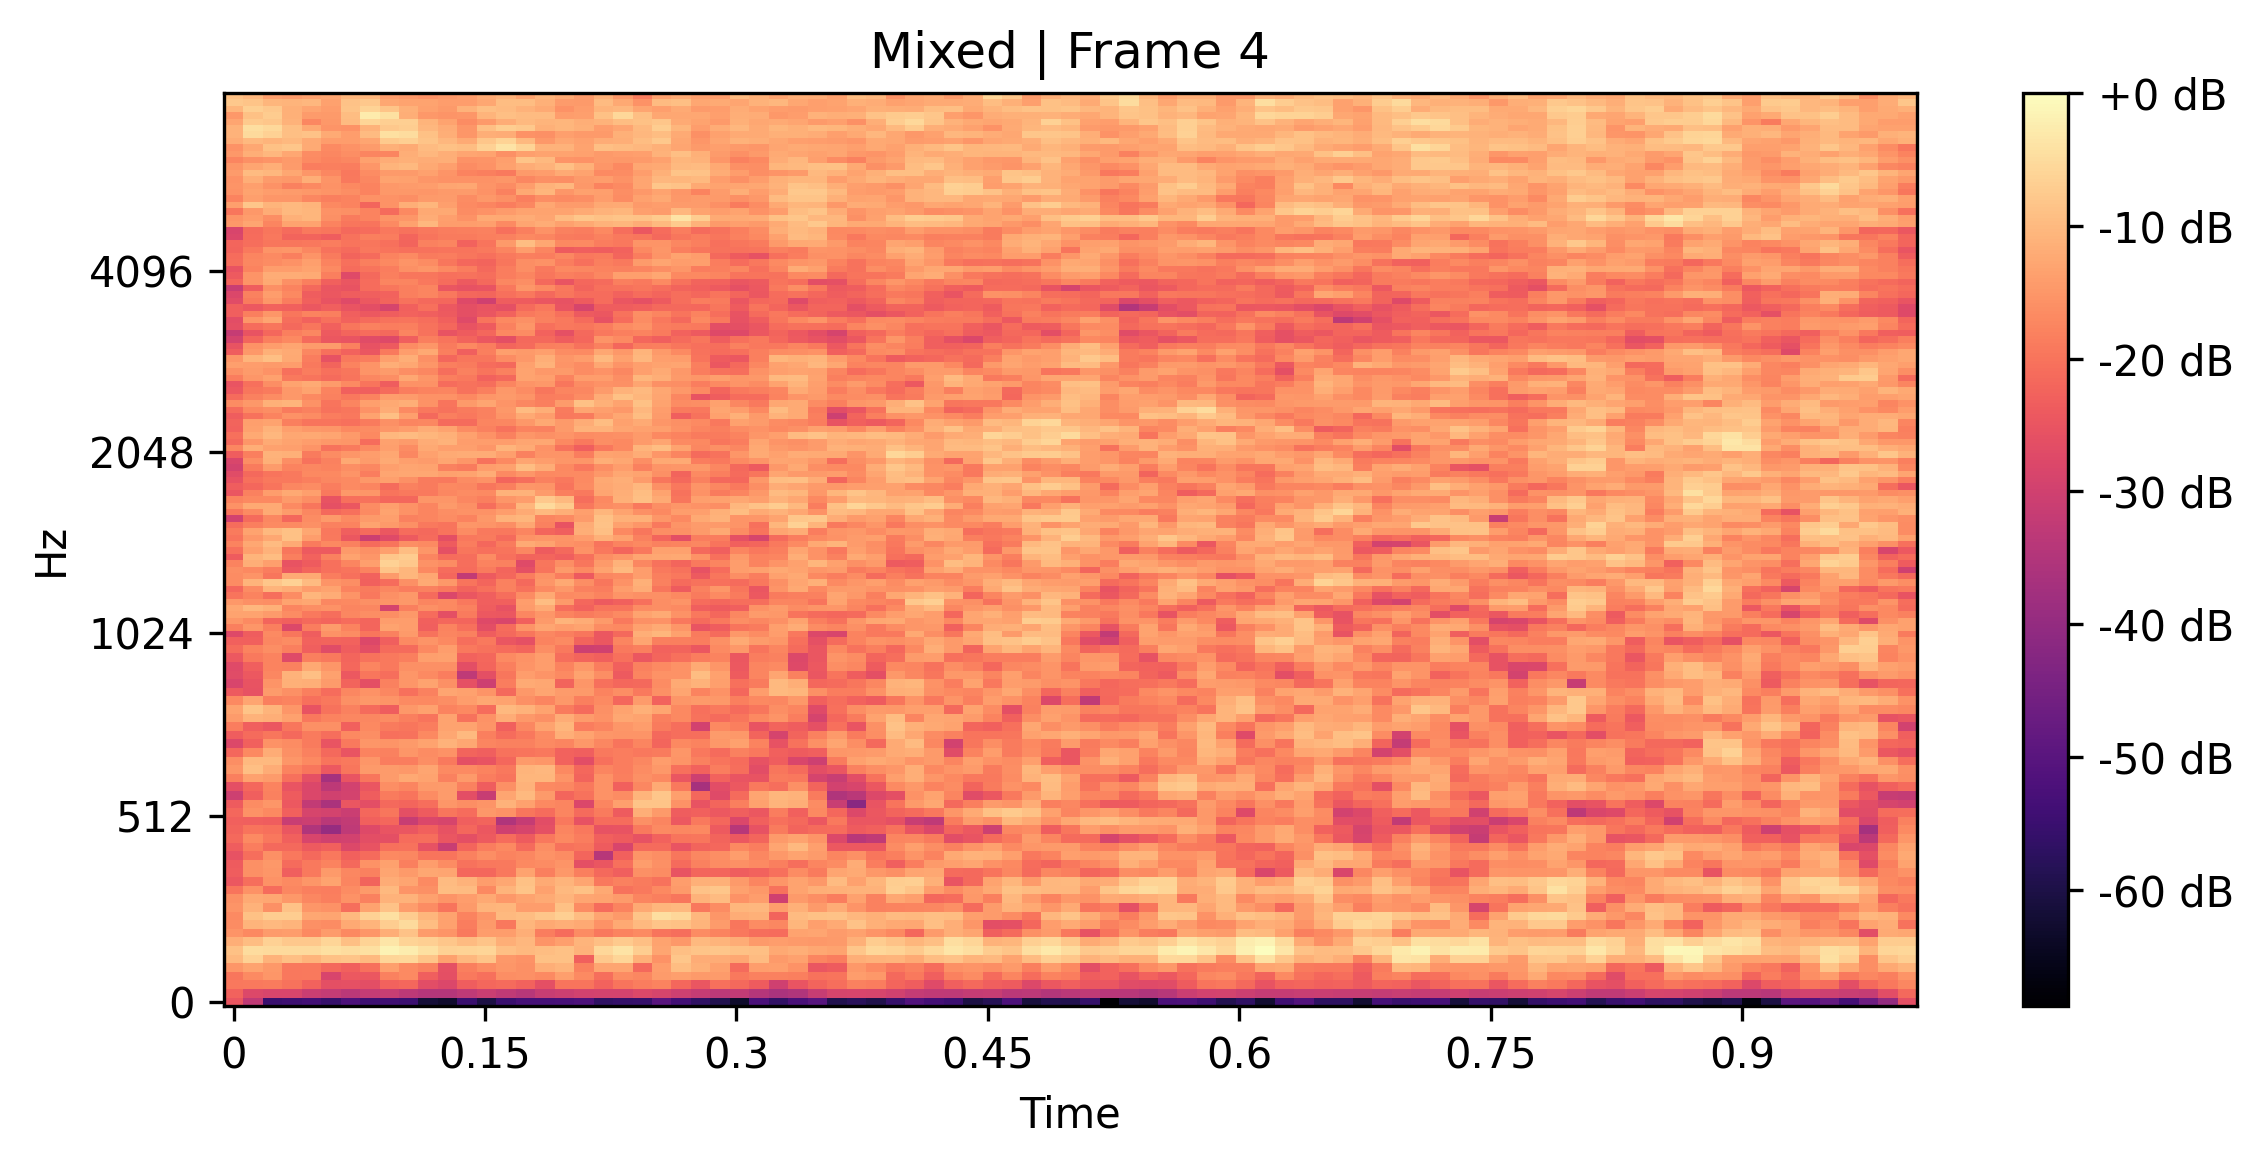 Mixed | Frame 4
+0 dB
-10 dB
-20 dB
-30 dB
-40 dB
-50 dB
-60 dB
4096
2048
1024
512
0
Hz
0 0.15 0.3 0.45 0.6 0.75 0.9
Time